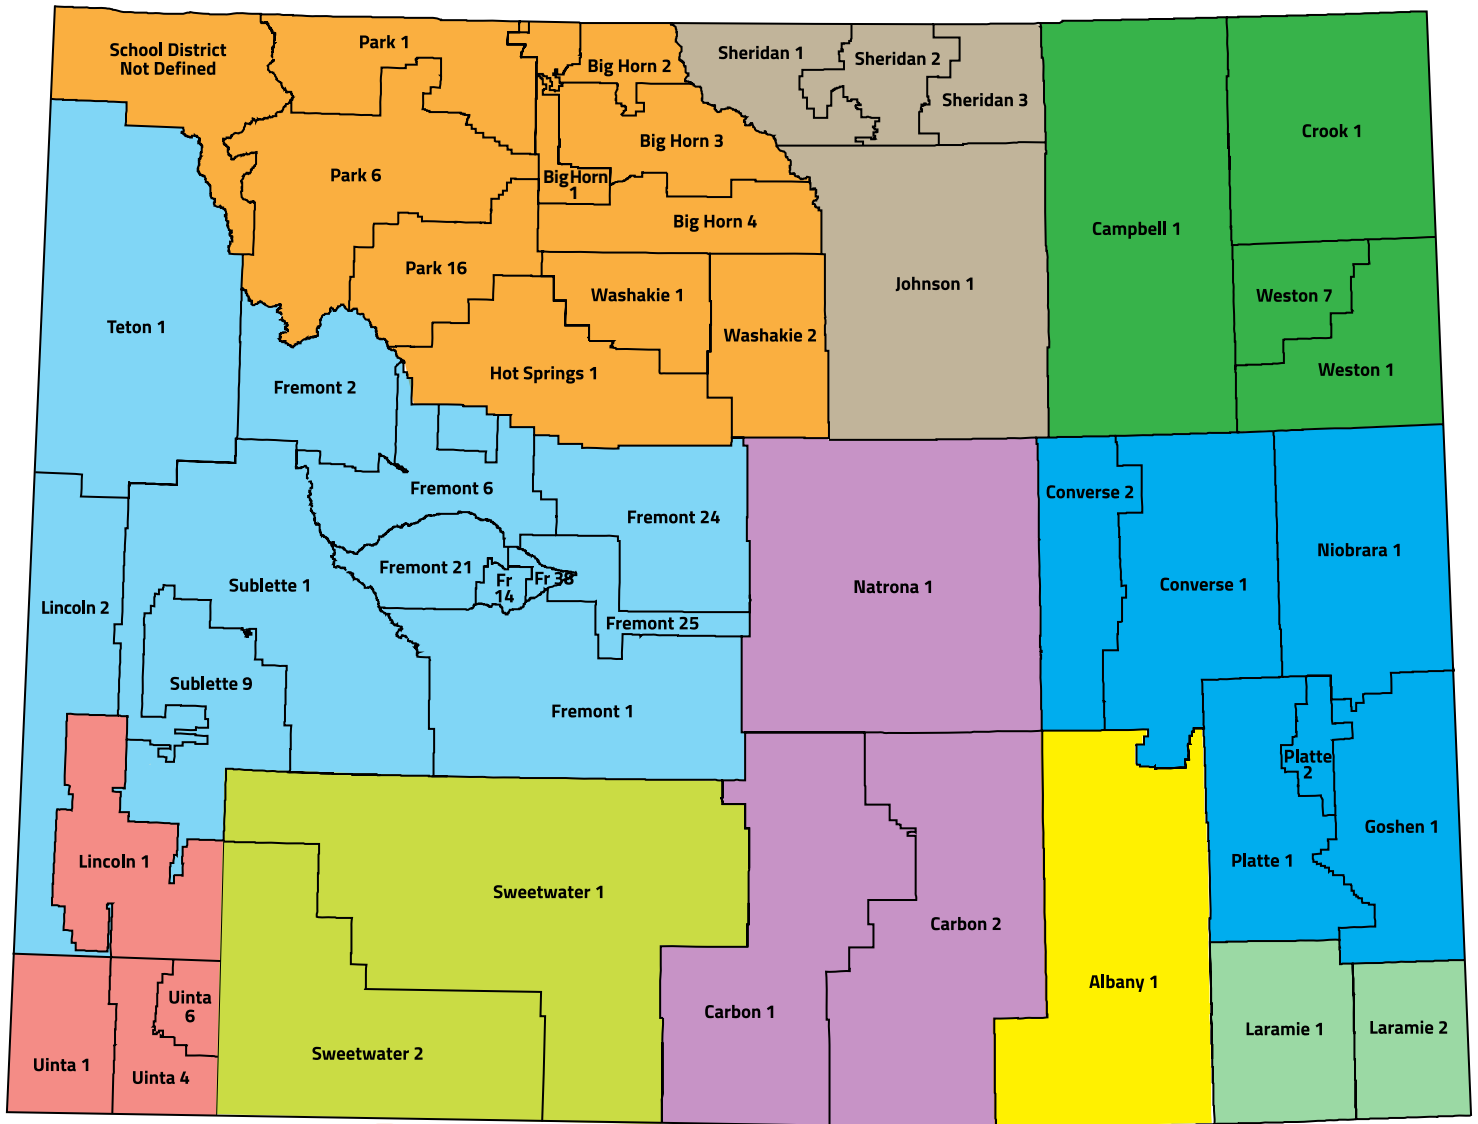 School District
Not Defined
Park 1
Big Horn 2
Sheridan 1
Sheridan 2
Sheridan 3
Crook 1
Big Horn 3
Park 6
BigHorn
1
Big Horn 4
Campbell 1
Park 16
Johnson 1
Washakie 1
Weston 7
Teton 1
Washakie 2
Hot Springs 1
Weston 1
Fremont 2
Fremont 6
Converse 2
Fremont 24
Niobrara 1
Fremont 21
Fr
14
Fr 38
Sublette 1
Natrona 1
Converse 1
Lincoln 2
Fremont 25
Sublette 9
Fremont 1
Platte
2
Goshen 1
Lincoln 1
Platte 1
Sweetwater 1
Carbon 2
Albany 1
Uinta
6
Carbon 1
Laramie 1
Laramie 2
Sweetwater 2
Uinta 1
Uinta 4